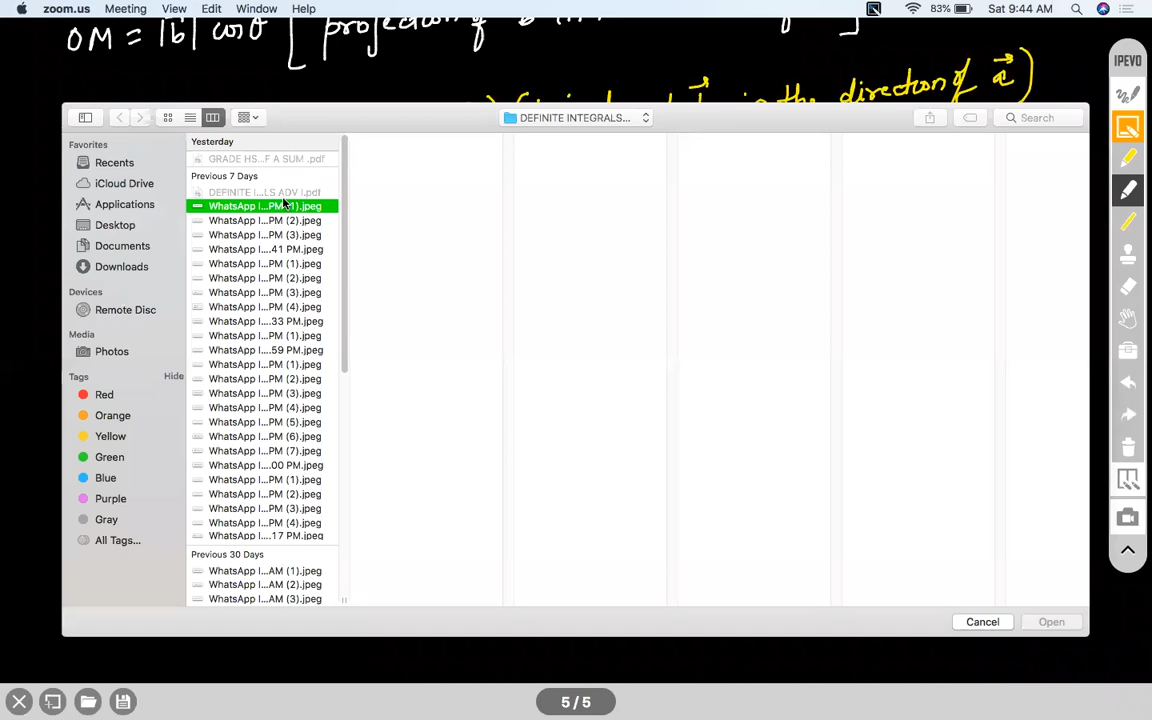 zoom.us Meeting View Edit Window Help 83% Sat 9:44 AM
OM = |b⃗| cosθ [ projection of
direction of a⃗)
is in the
IPEVO
DEFINITE INTEGRALS...
Search
Favorites
Recents
iCloud Drive
Applications
Desktop
Documents
Downloads
Devices
Remote Disc
Media
Photos
Tags Hide
Red
Orange
Yellow
Green
Blue
Purple
Gray
All Tags...
Yesterday
GRADE HS...F A SUM .pdf
Previous 7 Days
DEFINITE I...LS ADV I.pdf
WhatsApp I...PM (1).jpeg
WhatsApp I...PM (2).jpeg
WhatsApp I...PM (3).jpeg
WhatsApp I....41 PM.jpeg
WhatsApp I...PM (1).jpeg
WhatsApp I...PM (2).jpeg
WhatsApp I...PM (3).jpeg
WhatsApp I...PM (4).jpeg
WhatsApp I....33 PM.jpeg
WhatsApp I...PM (1).jpeg
WhatsApp I....59 PM.jpeg
WhatsApp I...PM (1).jpeg
WhatsApp I...PM (2).jpeg
WhatsApp I...PM (3).jpeg
WhatsApp I...PM (4).jpeg
WhatsApp I...PM (5).jpeg
WhatsApp I...PM (6).jpeg
WhatsApp I...PM (7).jpeg
WhatsApp I....00 PM.jpeg
WhatsApp I...PM (1).jpeg
WhatsApp I...PM (2).jpeg
WhatsApp I...PM (3).jpeg
WhatsApp I...PM (4).jpeg
WhatsApp I....17 PM.jpeg
Previous 30 Days
WhatsApp I...AM (1).jpeg
WhatsApp I...AM (2).jpeg
WhatsApp I...AM (3).jpeg
Cancel Open
5 / 5